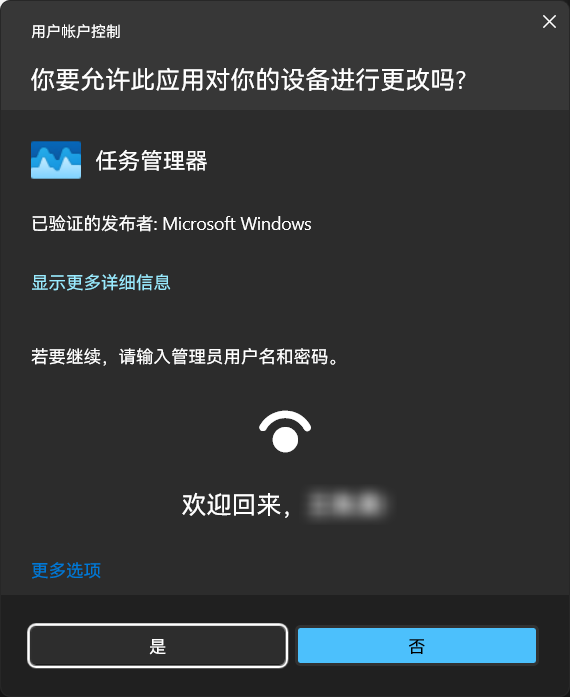 用户帐户控制
你要允许此应用对你的设备进行更改吗?
任务管理器
已验证的发布者: Microsoft Windows
显示更多详细信息
若要继续，请输入管理员用户名和密码。
欢迎回来，
更多选项
是
否